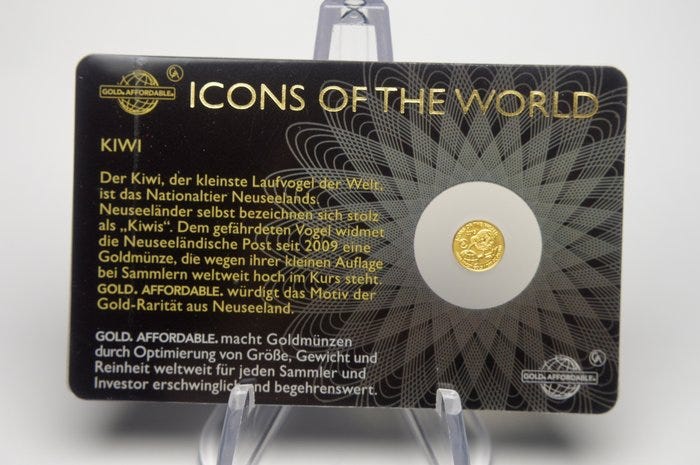 GOLD. AFFORDABLE.
GA
ICONS OF THE WORLD
KIWI
Der Kiwi, der kleinste Laufvogel der Welt,
ist das Nationaltier Neuseelands.
Neuseeländer selbst bezeichnen sich stolz
als „Kiwis“. Dem gefährdeten Vogel widmet
die Neuseeländische Post seit 2009 eine
Goldmünze, die wegen ihrer kleinen Auflage
bei Sammlern weltweit hoch im Kurs steht.
GOLD. AFFORDABLE. würdigt das Motiv der
Gold-Rarität aus Neuseeland.
GOLD. AFFORDABLE. macht Goldmünzen
durch Optimierung von Größe, Gewicht und
Reinheit weltweit für jeden Sammler und
Investor erschwinglich und begehrenswert.
GOLD. AFFORDABLE.
GA